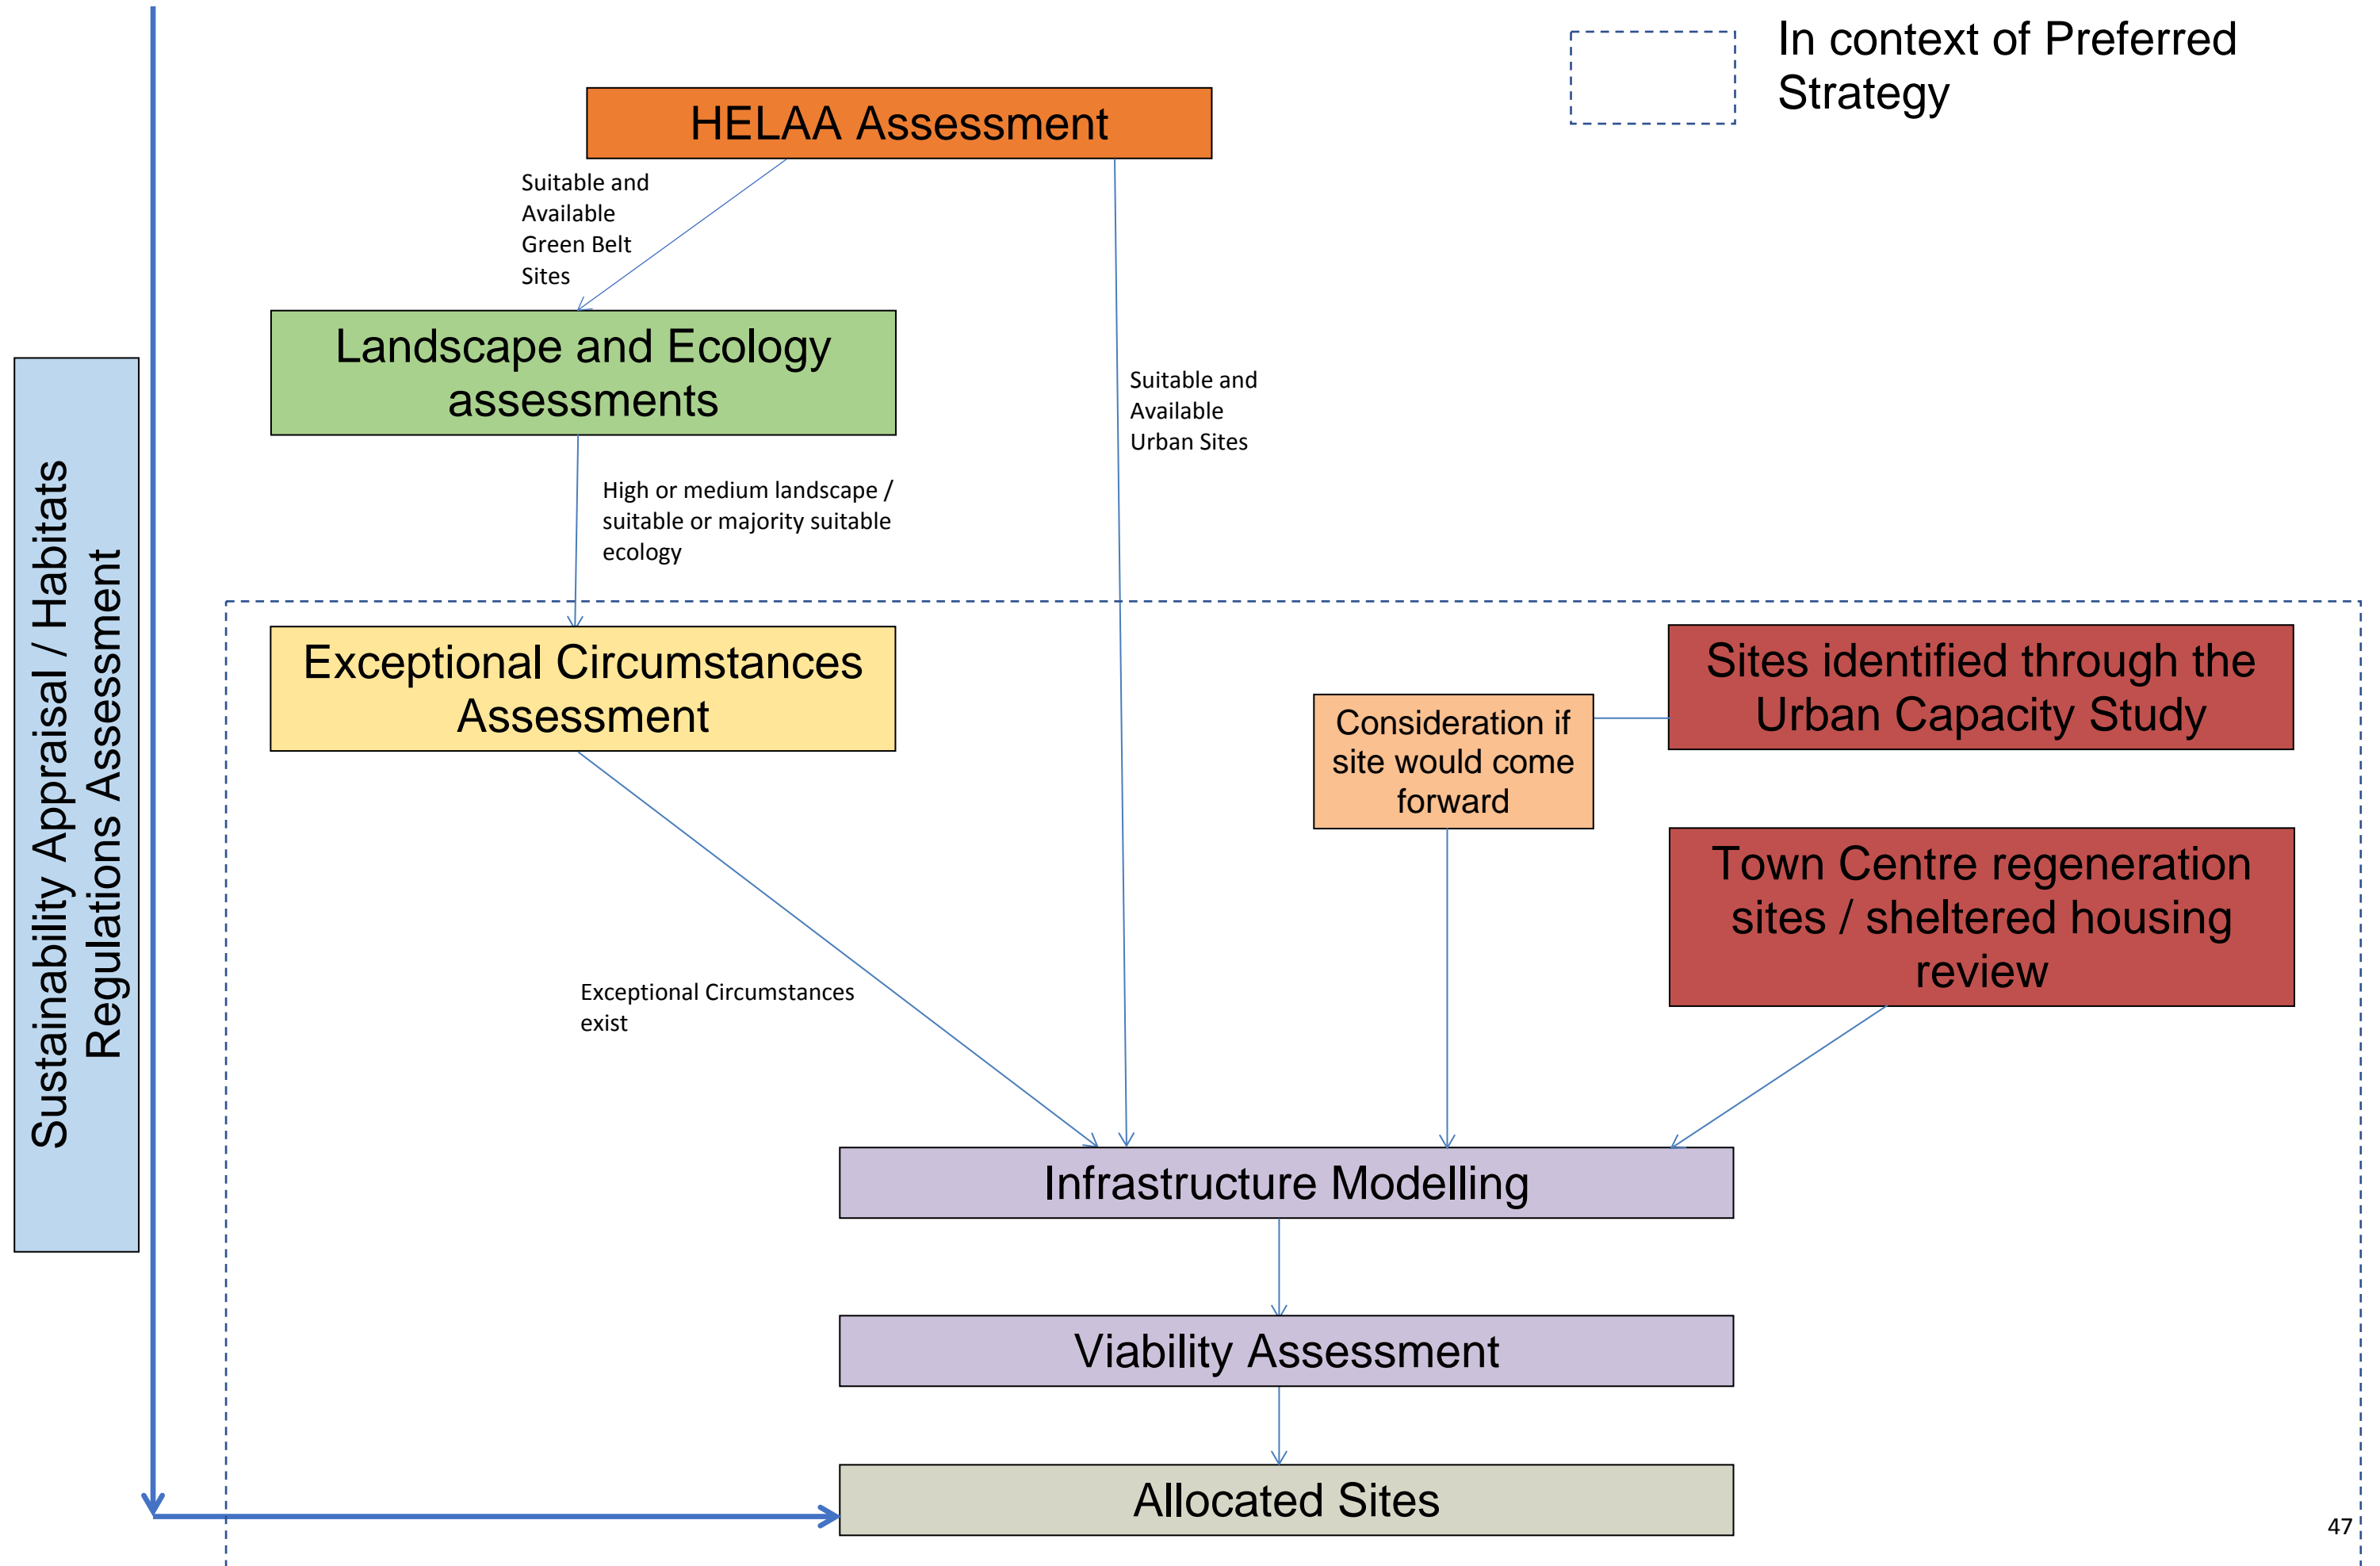 In context of Preferred
Strategy
HELAA Assessment
Suitable and
Available
Green Belt
Sites
Landscape and Ecology
assessments
Suitable and
Available
Urban Sites
High or medium landscape /
suitable or majority suitable
ecology
Sustainability Appraisal / Habitats
Regulations Assessment
Exceptional Circumstances
Assessment
Consideration if
site would come
forward
Sites identified through the
Urban Capacity Study
Town Centre regeneration
sites / sheltered housing
review
Exceptional Circumstances
exist
Infrastructure Modelling
Viability Assessment
Allocated Sites
47